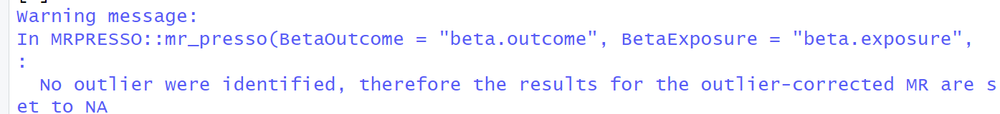 Warning message:
In MRPRESSO::mr_presso(BetaOutcome = "beta.outcome", BetaExposure = "beta.exposure",
:
  No outlier were identified, therefore the results for the outlier-corrected MR are s
et to NA